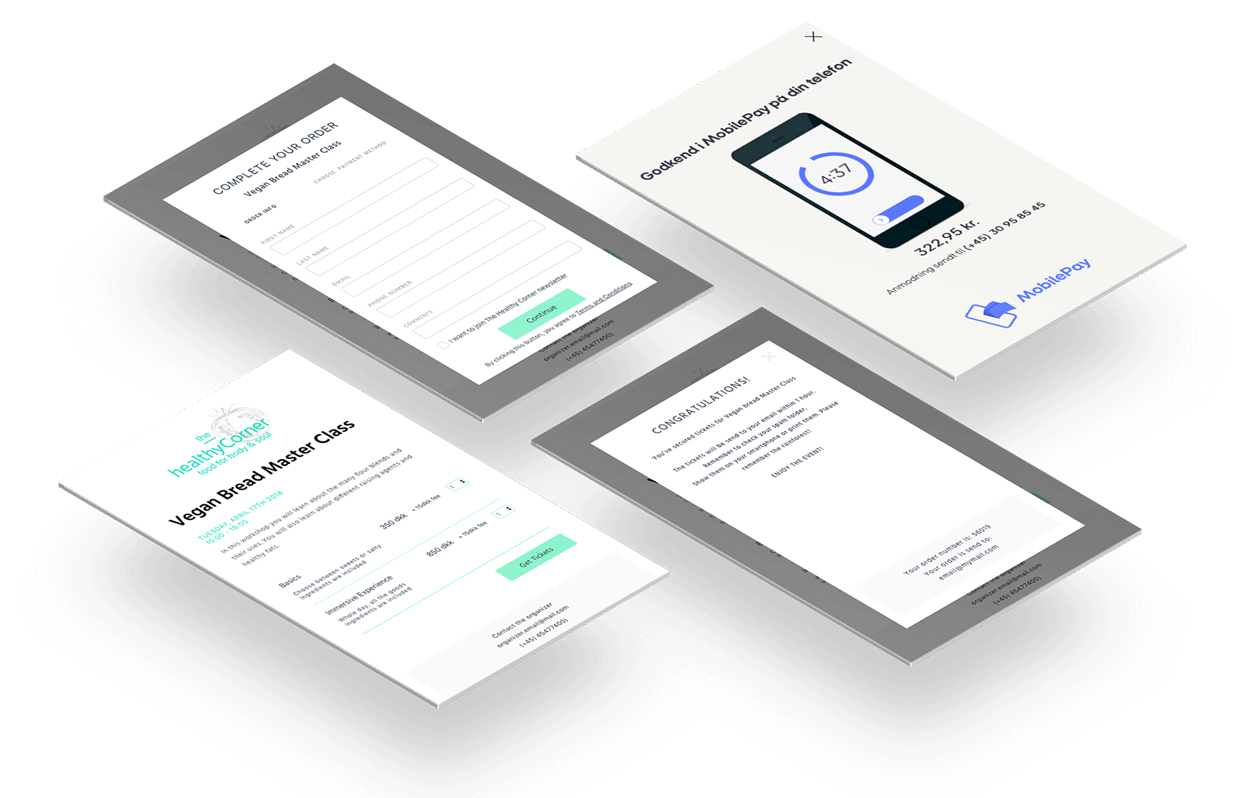 COMPLETE YOUR ORDER
Vegan Bread Master Class
CHOOSE PAYMENT METHOD
ORDER INFO
FIRST NAME
LAST NAME
EMAIL
PHONE NUMBER
COMMENTS
I want to join The Healthy Corner newsletter
Continue
By clicking this button, you agree to Terms and Conditions
Contact the organizer
organizer.email@mail.com
(+45) 45477400)
Godkend i MobilePay på din telefon
4:37
322,95 kr.
Anmodning sendt til (+45) 30 95 85 45
MobilePay
the
healthyCorner
food for body & soul
Vegan Bread Master Class
TUESDAY, APRIL 17TH 2018
10:00 - 16:00
In this workshop you will learn about the many flour blends and
their uses. You will also learn about different raising agents and
healthy fats.
Basics
350 dkk + 15dkk fee
1
Choose between sweets or salty
Ingredients are included
Immersive Experience
850 dkk + 15dkk fee
1
Whole day, all the goods
Ingredients are included
Get Tickets
Contact the organizer
organizer.email@mail.com
(+45) 45477400)
CONGRATULATIONS!
You've secured tickets for Vegan bread Master Class
The tickets will be send to your email within 1 hour.
Remember to check your spam folder.
Show them on your smartphone or print them. Please
remember the rainforest!
ENJOY THE EVENT!
Your order number is: 56019
Your order is send to:
email@mymail.com
Contact the organizer
organizer.email@mail.com
(+45) 45477400)